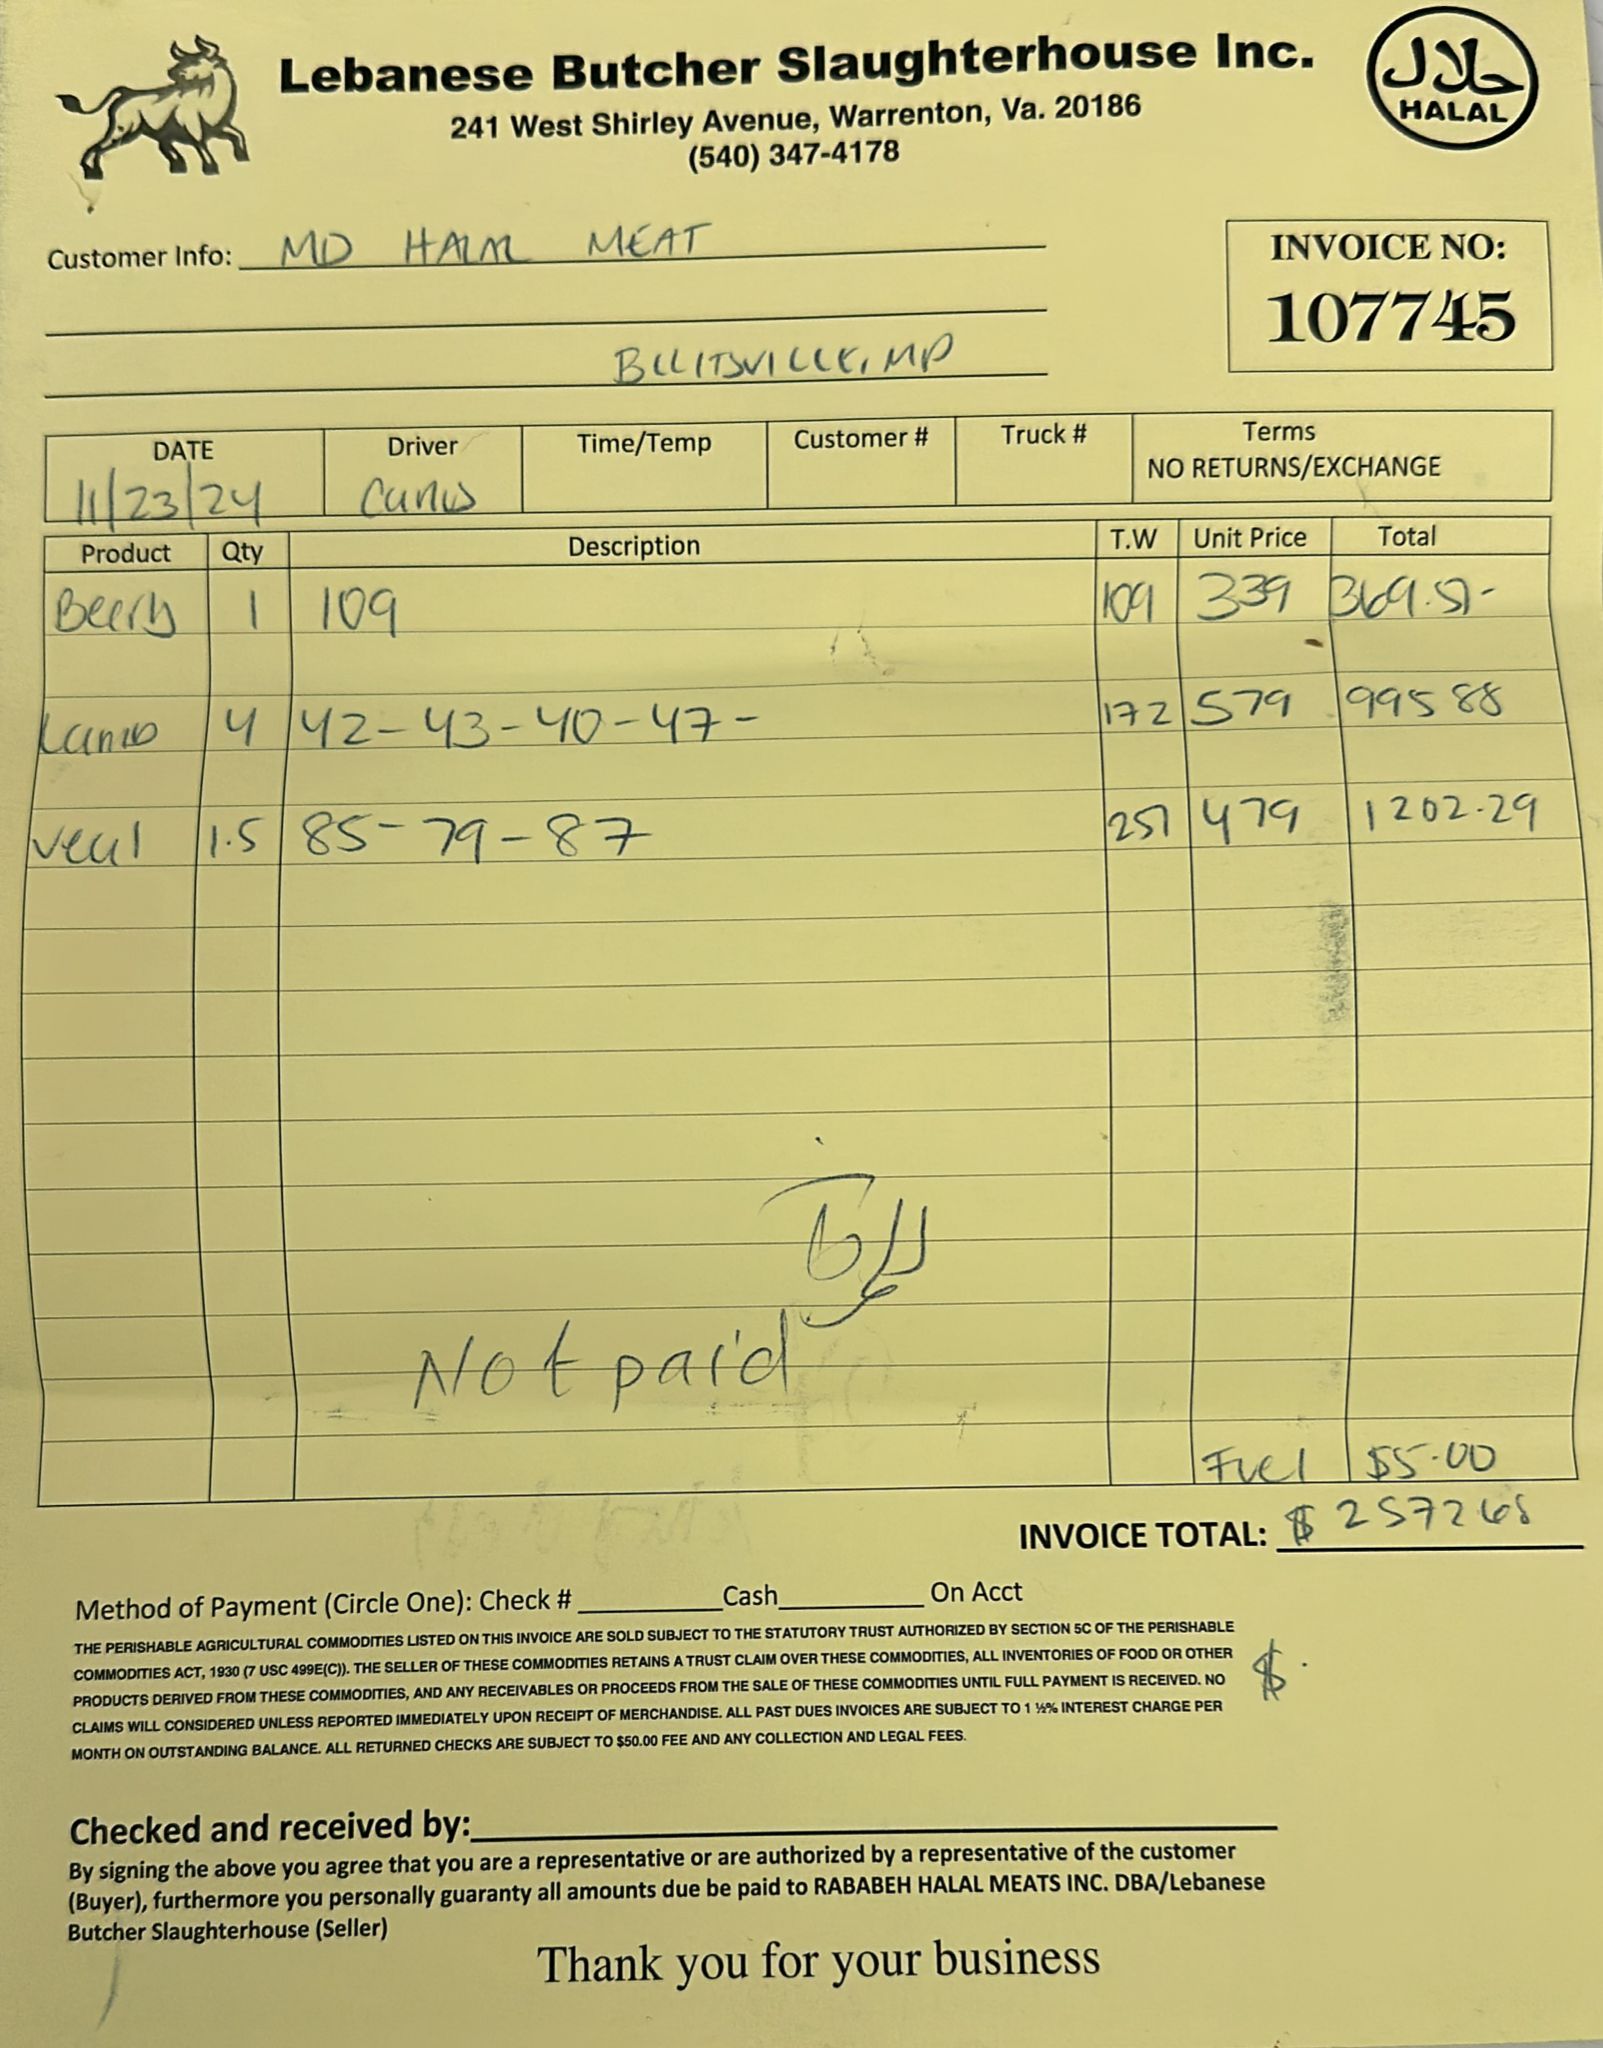 Lebanese Butcher Slaughterhouse Inc.
حلال
HALAL
241 West Shirley Avenue, Warrenton, Va. 20186
(540) 347-4178
Customer Info: MD HALAL MEAT
INVOICE NO:
107745
MD
DATE Driver Time/Temp Customer # Truck # Terms
NO RETURNS/EXCHANGE
11/23/24
Product Qty Description T.W Unit Price Total
1 109 109 339 369.51-
4 42-43-40-47- 172 579 995 88
veal 1.5 85-79-87 251 479 1202.29
Not paid
Fuel $5.00
INVOICE TOTAL: $ 257268
Method of Payment (Circle One): Check # Cash On Acct
THE PERISHABLE AGRICULTURAL COMMODITIES LISTED ON THIS INVOICE ARE SOLD SUBJECT TO THE STATUTORY TRUST AUTHORIZED BY SECTION 5C OF THE PERISHABLE
COMMODITIES ACT, 1930 (7 USC 499E(C)). THE SELLER OF THESE COMMODITIES RETAINS A TRUST CLAIM OVER THESE COMMODITIES, ALL INVENTORIES OF FOOD OR OTHER
PRODUCTS DERIVED FROM THESE COMMODITIES, AND ANY RECEIVABLES OR PROCEEDS FROM THE SALE OF THESE COMMODITIES UNTIL FULL PAYMENT IS RECEIVED. NO
CLAIMS WILL CONSIDERED UNLESS REPORTED IMMEDIATELY UPON RECEIPT OF MERCHANDISE. ALL PAST DUES INVOICES ARE SUBJECT TO 1 ½% INTEREST CHARGE PER
MONTH ON OUTSTANDING BALANCE. ALL RETURNED CHECKS ARE SUBJECT TO $50.00 FEE AND ANY COLLECTION AND LEGAL FEES.
$
Checked and received by:
By signing the above you agree that you are a representative or are authorized by a representative of the customer
(Buyer), furthermore you personally guaranty all amounts due be paid to RABABEH HALAL MEATS INC. DBA/Lebanese
Butcher Slaughterhouse (Seller)
Thank you for your business